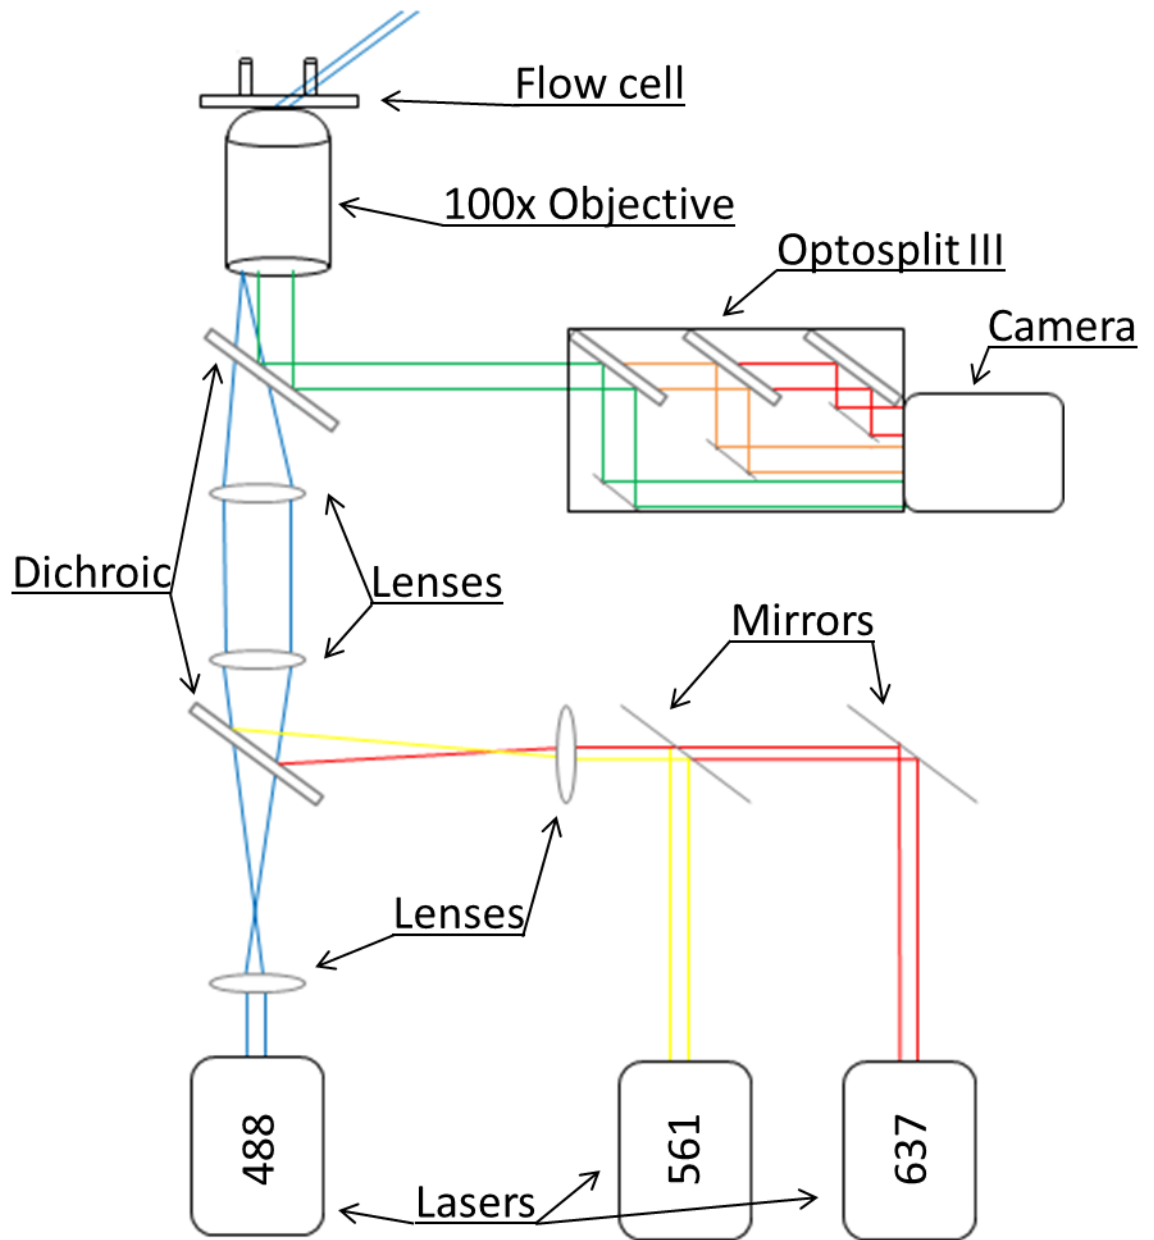 Flow cell
100x Objective
Optosplit III
Camera
Dichroic
Lenses
Mirrors
Lenses
488
561
637
Lasers